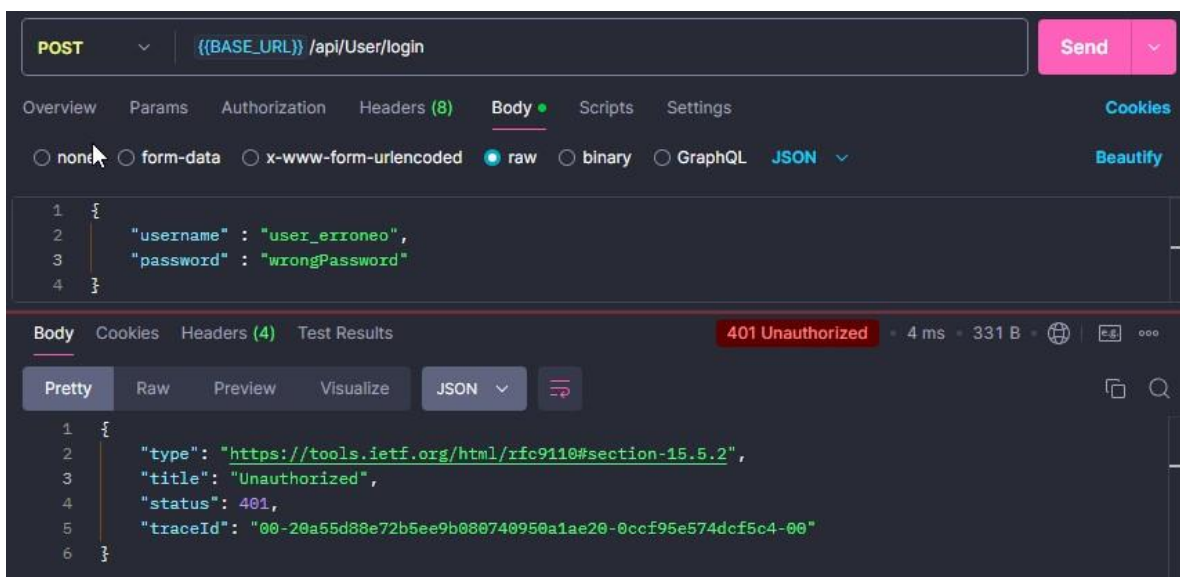 POST {{BASE_URL}} /api/User/login Send
Overview Params Authorization Headers (8) Body Scripts Settings Cookies
none form-data x-www-form-urlencoded raw binary GraphQL JSON Beautify
1 {
2 "username" : "user_erroneo",
3 "password" : "wrongPassword"
4 }
Body Cookies Headers (4) Test Results 401 Unauthorized 4 ms 331 B e.g.
Pretty Raw Preview Visualize JSON
1 {
2 "type": "https://tools.ietf.org/html/rfc9110#section-15.5.2",
3 "title": "Unauthorized",
4 "status": 401,
5 "traceId": "00-20a55d88e72b5ee9b080740950a1ae20-0ccf95e574dcf5c4-00"
6 }